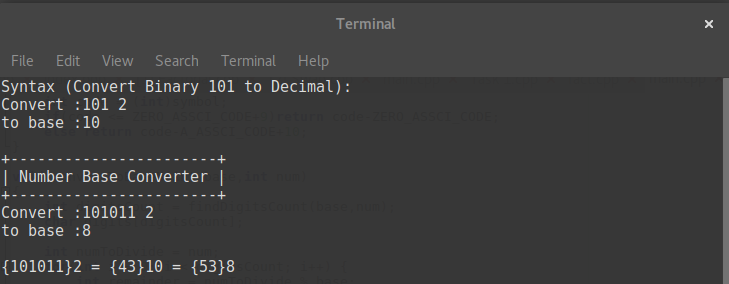 Terminal
File Edit View Search Terminal Help
Syntax (Convert Binary 101 to Decimal):
Convert :101 2
to base :10
+-----------------------+
| Number Base Converter |
+-----------------------+
Convert :101011 2
to base :8
{101011}2 = {43}10 = {53}8